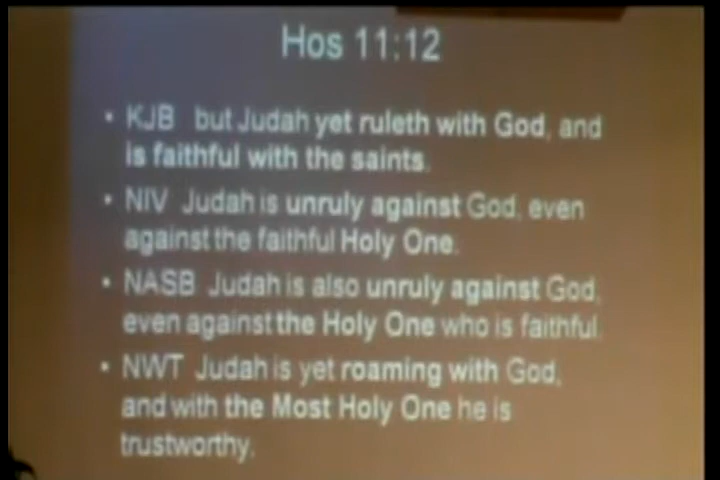 Hos 11:12
• KJB but Judah yet ruleth with God, and
is faithful with the saints.
• NIV Judah is unruly against God, even
against the faithful Holy One.
• NASB Judah is also unruly against God,
even against the Holy One who is faithful.
• NWT Judah is yet roaming with God,
and with the Most Holy One he is
trustworthy.